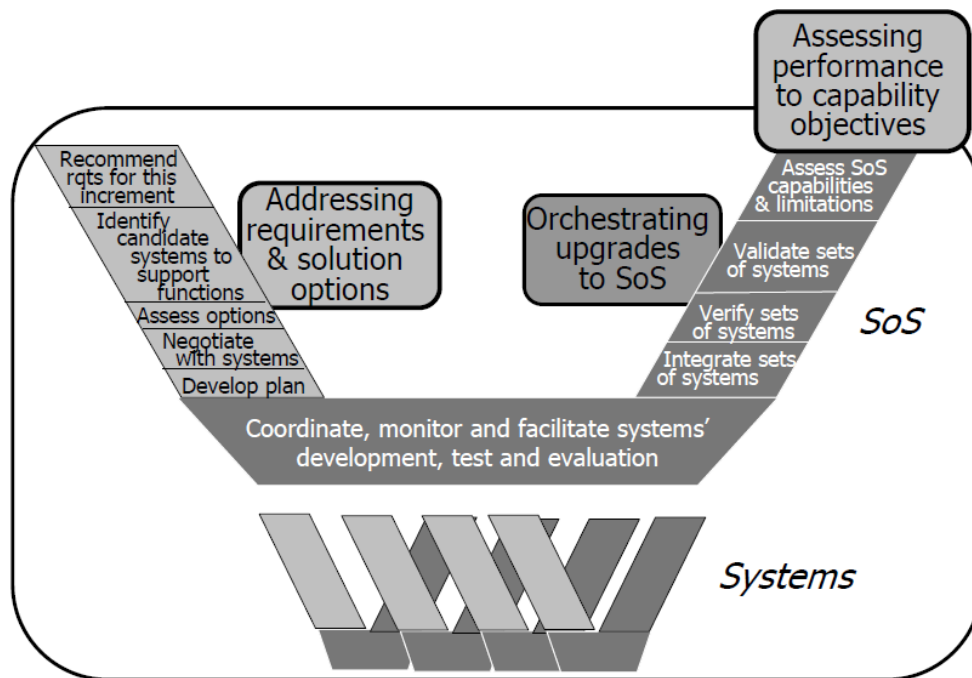 Assessing
performance
to capability
objectives
Recommend
rqts for this
increment
Identify
candidate
systems to
support
functions
Assess options
Negotiate
with systems
Develop plan
Addressing
requirements
& solution
options
Orchestrating
upgrades
to SoS
Assess SoS
capabilities
& limitations
Validate sets
of systems
Verify sets
of systems
Integrate sets
of systems
SoS
Coordinate, monitor and facilitate systems’
development, test and evaluation
Systems